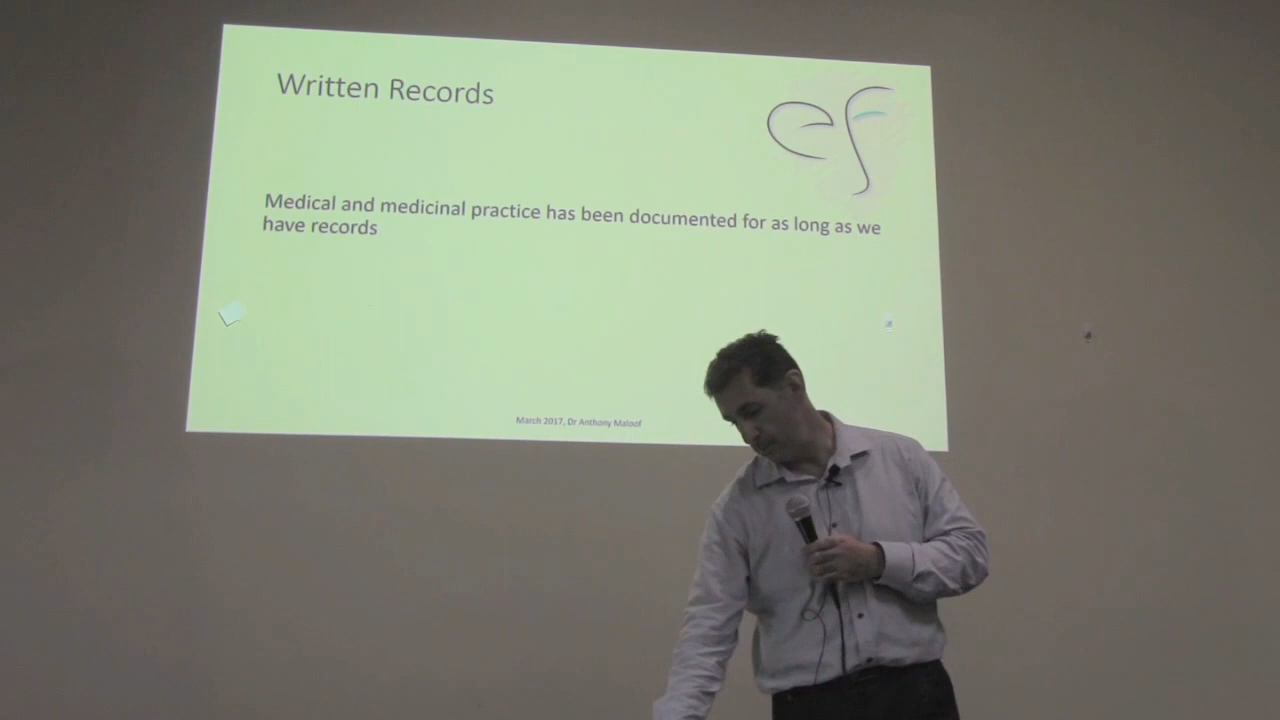 Written Records
ef
Medical and medicinal practice has been documented for as long as we
have records
March 2017, Dr Anthony Maloof